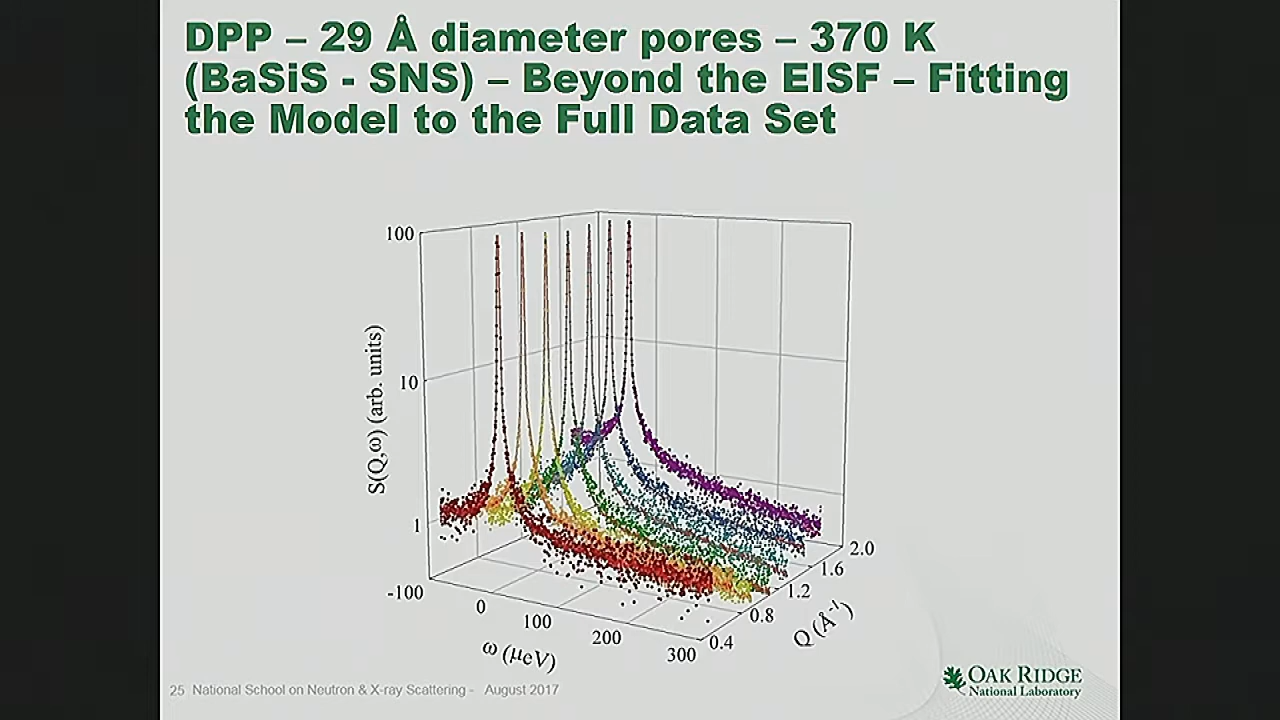 DPP – 29 Å diameter pores – 370 K
(BaSiS - SNS) – Beyond the EISF – Fitting
the Model to the Full Data Set
100
10
1
S(Q,ω) (arb. units)
-100
0
100
200
300
ω (μeV)
0.4
0.8
1.2
1.6
2.0
Q (Å⁻¹)
25 National School on Neutron & X-ray Scattering - August 2017
OAK RIDGE
National Laboratory